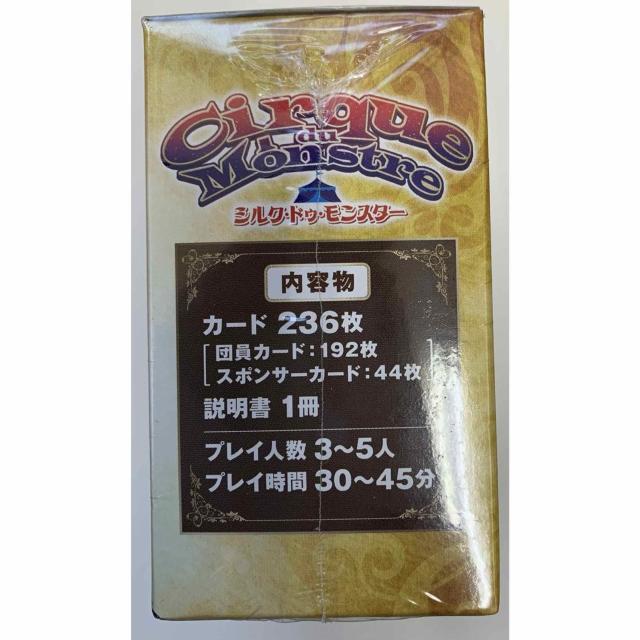 Cirque
du
Monstre
シルク・ドゥ・モンスター
内容物
カード 236枚
団員カード：192枚
スポンサーカード：44枚
説明書 1冊
プレイ人数 3〜5人
プレイ時間 30〜45分